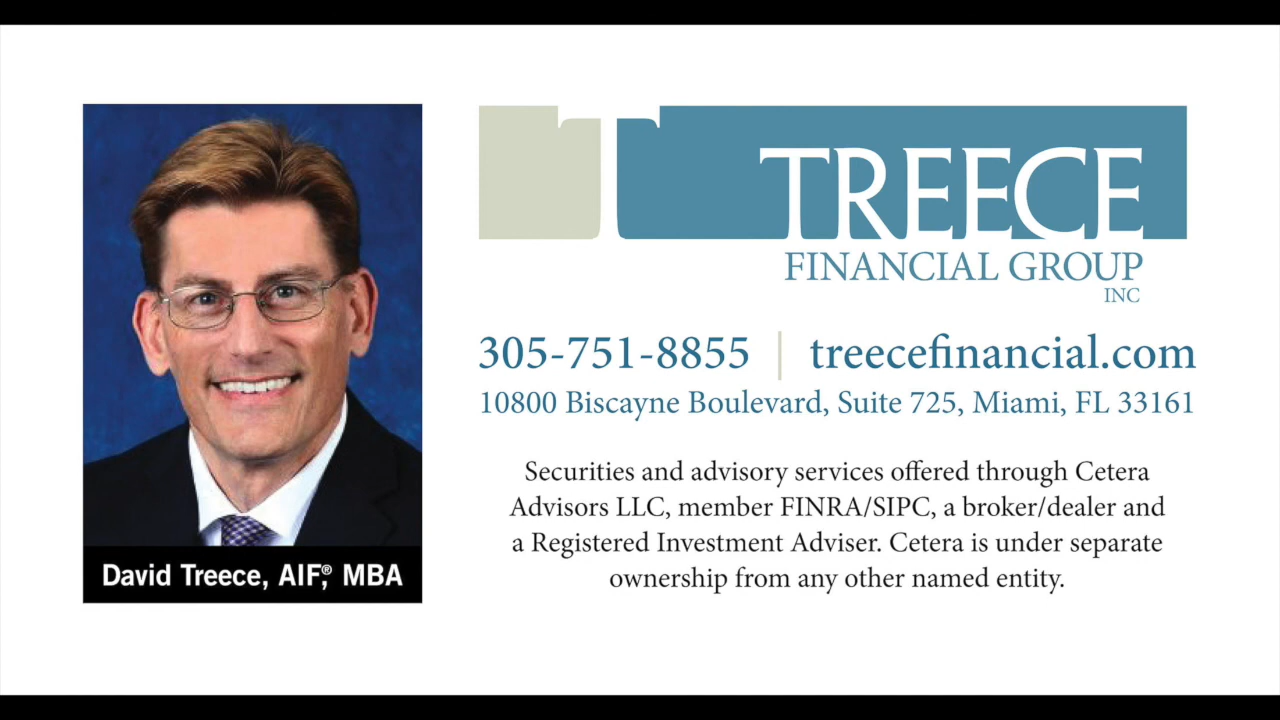 David Treece, AIF®, MBA
TREECE
FINANCIAL GROUP
INC
305-751-8855 | treecefinancial.com
10800 Biscayne Boulevard, Suite 725, Miami, FL 33161
Securities and advisory services offered through Cetera
Advisors LLC, member FINRA/SIPC, a broker/dealer and
a Registered Investment Adviser. Cetera is under separate
ownership from any other named entity.